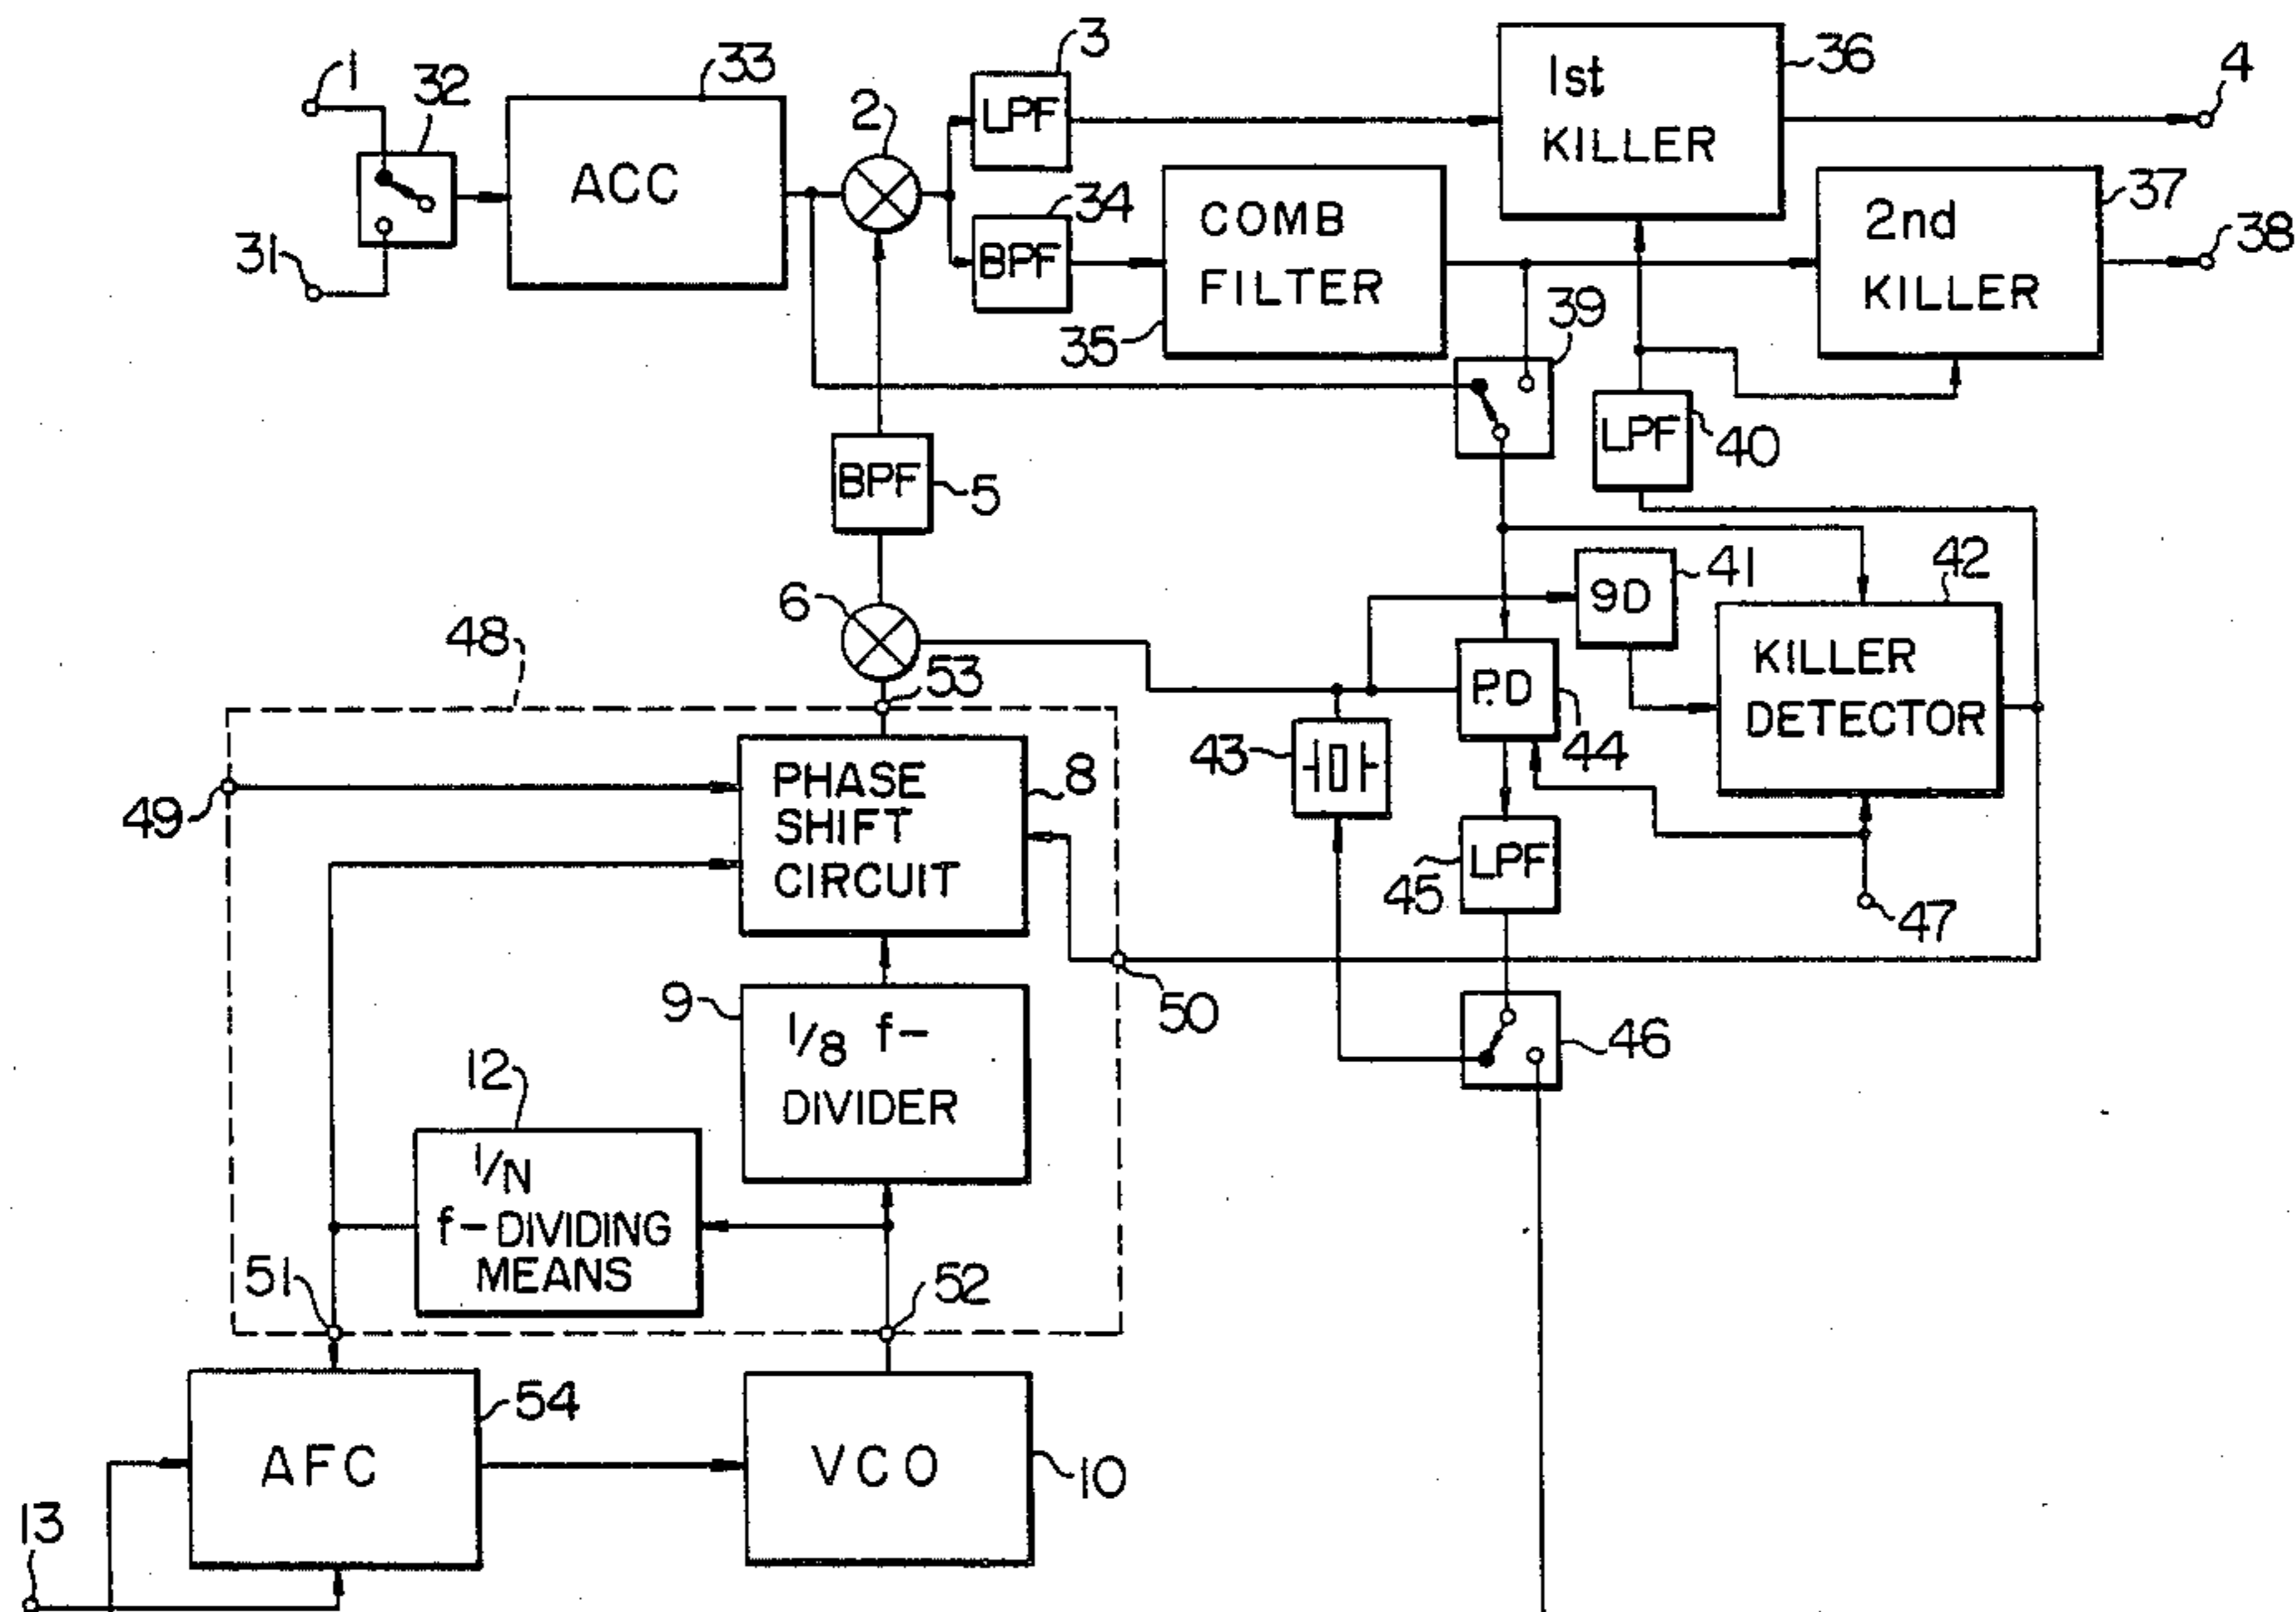 1
32
33
ACC
2
3
LPF
1st
KILLER
36
4
31
34
BPF
COMB
FILTER
35
39
2nd
KILLER
37
38
BPF
5
LPF
40
6
48
53
9D
41
42
KILLER
DETECTOR
P.D
44
43
49
PHASE
SHIFT
CIRCUIT
8
LPF
45
47
50
9
1/8 f-
DIVIDER
46
12
1/N
f-DIVIDING
MEANS
51
52
AFC
54
VCO
10
13